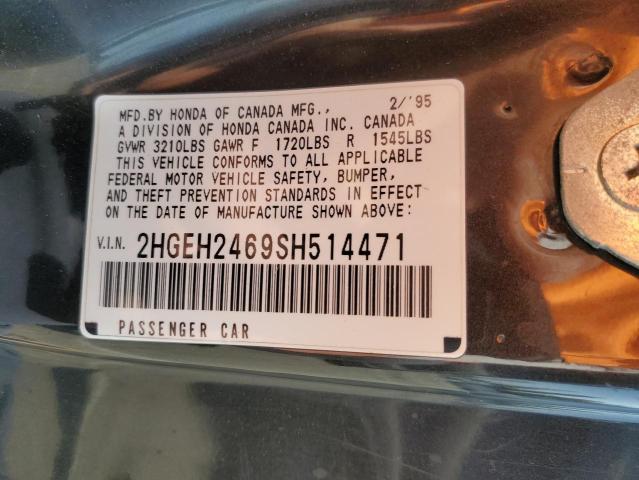 MFD.BY HONDA OF CANADA MFG., 2/'95
A DIVISION OF HONDA CANADA INC. CANADA
GVWR 3210LBS GAWR F 1720LBS R 1545LBS
THIS VEHICLE CONFORMS TO ALL APPLICABLE
FEDERAL MOTOR VEHICLE SAFETY, BUMPER,
AND THEFT PREVENTION STANDARDS IN EFFECT
ON THE DATE OF MANUFACTURE SHOWN ABOVE:
V.I.N. 2HGEH2469SH514471
PASSENGER CAR